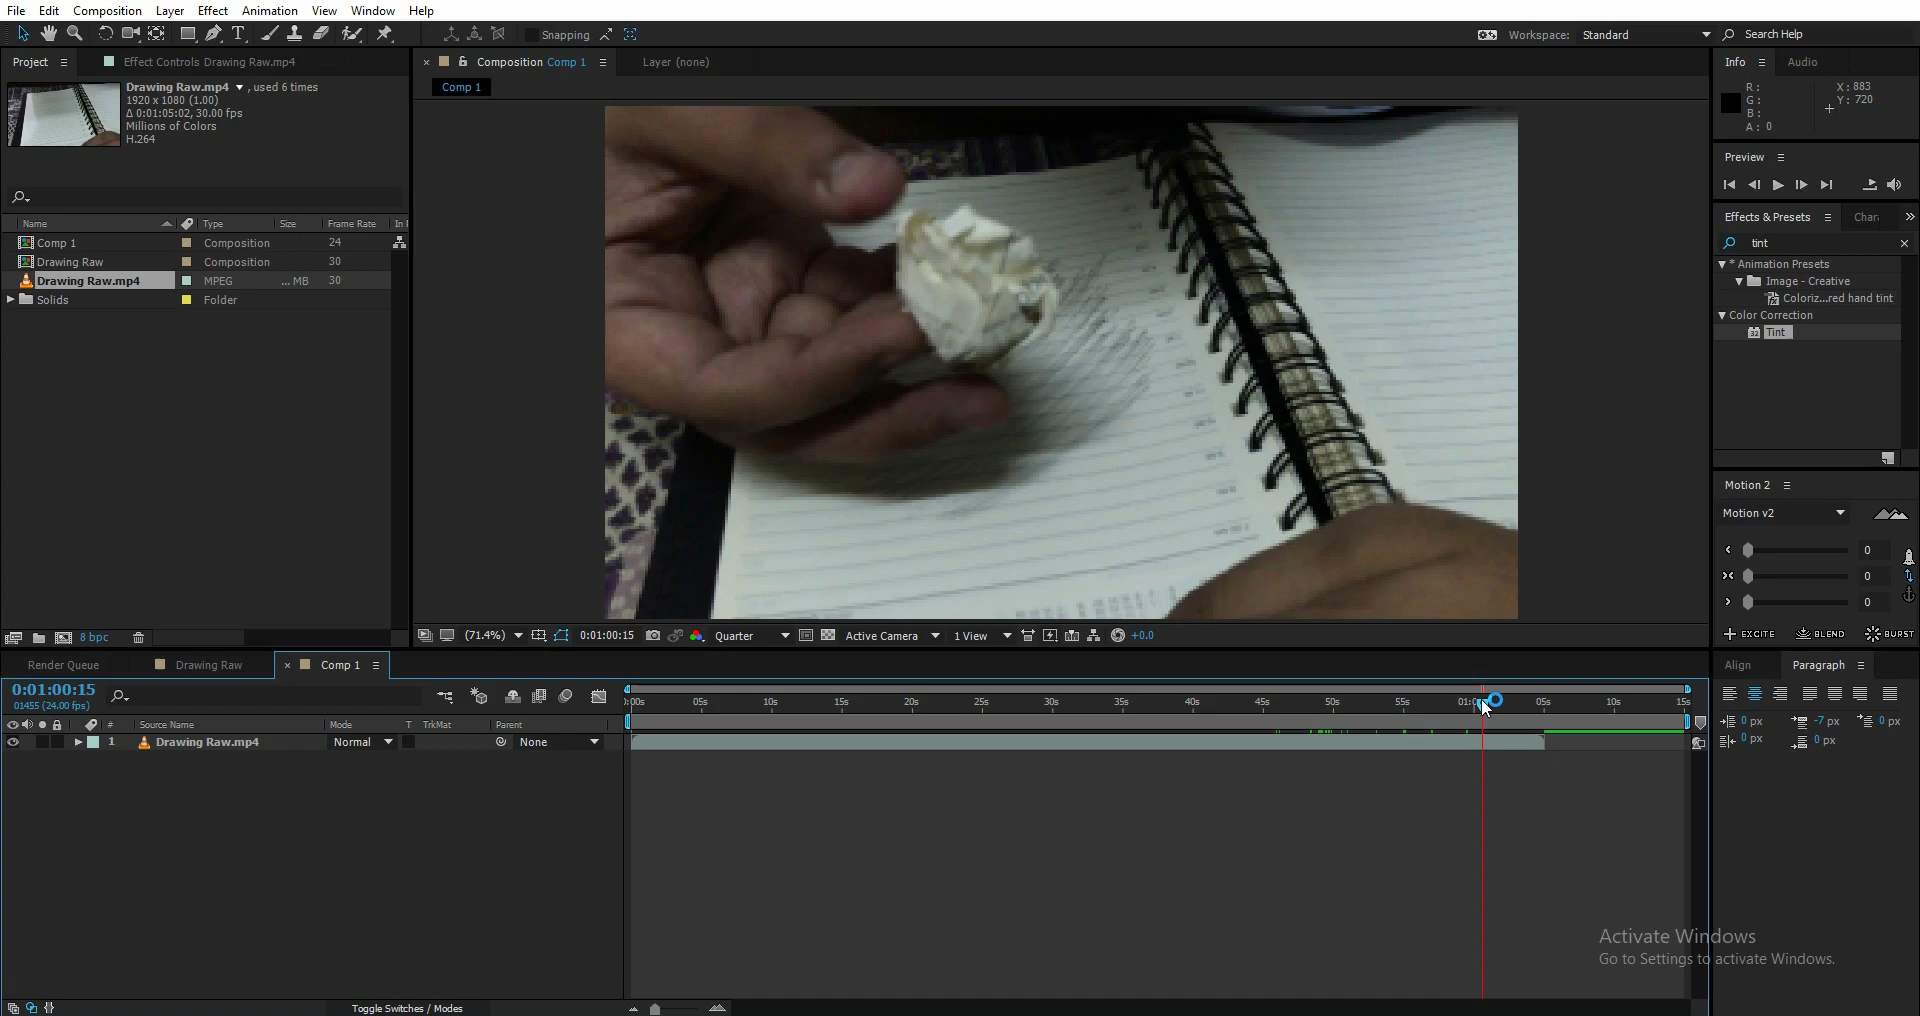 File Edit Composition Layer Effect Animation View Window Help
Snapping
Workspace: Standard Search Help
Project Effect Controls Drawing Raw.mp4
Composition Comp 1 Layer (none)
Info Audio
Drawing Raw.mp4 , used 6 times
1920 x 1080 (1.00)
Δ 0:01:05:02, 30.00 fps
Millions of Colors
H.264
Comp 1
R:
G:
B:
A: 0
X: 883
Y: 720
Preview
Effects & Presets Chara
tint
* Animation Presets
Image - Creative
Coloriz...red hand tint
Color Correction
32 Tint
Name Type Size Frame Rate In
Comp 1 Composition 24
Drawing Raw Composition 30
Drawing Raw.mp4 MPEG ... MB 30
Solids Folder
Motion 2
Motion v2
0
0
0
EXCITE BLEND BURST
8 bpc
(71.4%) 0:01:00:15 Quarter Active Camera 1 View +0.0
Render Queue Drawing Raw Comp 1
Align Paragraph
0:01:00:15
01455 (24.00 fps)
):00s 05s 10s 15s 20s 25s 30s 35s 40s 45s 50s 55s 01:0 05s 10s 15s
# Source Name Mode T TrkMat Parent
1 Drawing Raw.mp4 Normal None
0 px -7 px 0 px
0 px 0 px
Activate Windows
Go to Settings to activate Windows.
Toggle Switches / Modes